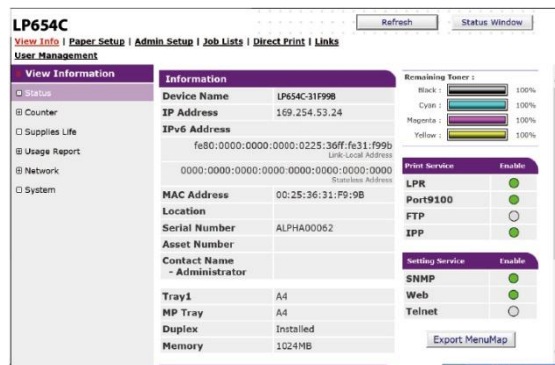 LP654C
Refresh
Status Window
View Info | Paper Setup | Admin Setup | Job Lists | Direct Print | Links
User Management
View Information
Status
Counter
Supplies Life
Usage Report
Network
System
Information
Device Name LP654C-31F99B
IP Address 169.254.53.24
IPv6 Address
fe80:0000:0000:0000:0225:36ff:fe31:f99b
Link-Local Address
0000:0000:0000:0000:0000:0000:0000:0000
Stateless Address
MAC Address 00:25:36:31:F9:9B
Location
Serial Number ALPHA00062
Asset Number
Contact Name
- Administrator
Tray1 A4
MP Tray A4
Duplex Installed
Memory 1024MB
Remaining Toner :
Black : 100%
Cyan : 100%
Magenta : 100%
Yellow : 100%
Print Service Enable
LPR
Port9100
FTP
IPP
Setting Service Enable
SNMP
Web
Telnet
Export MenuMap